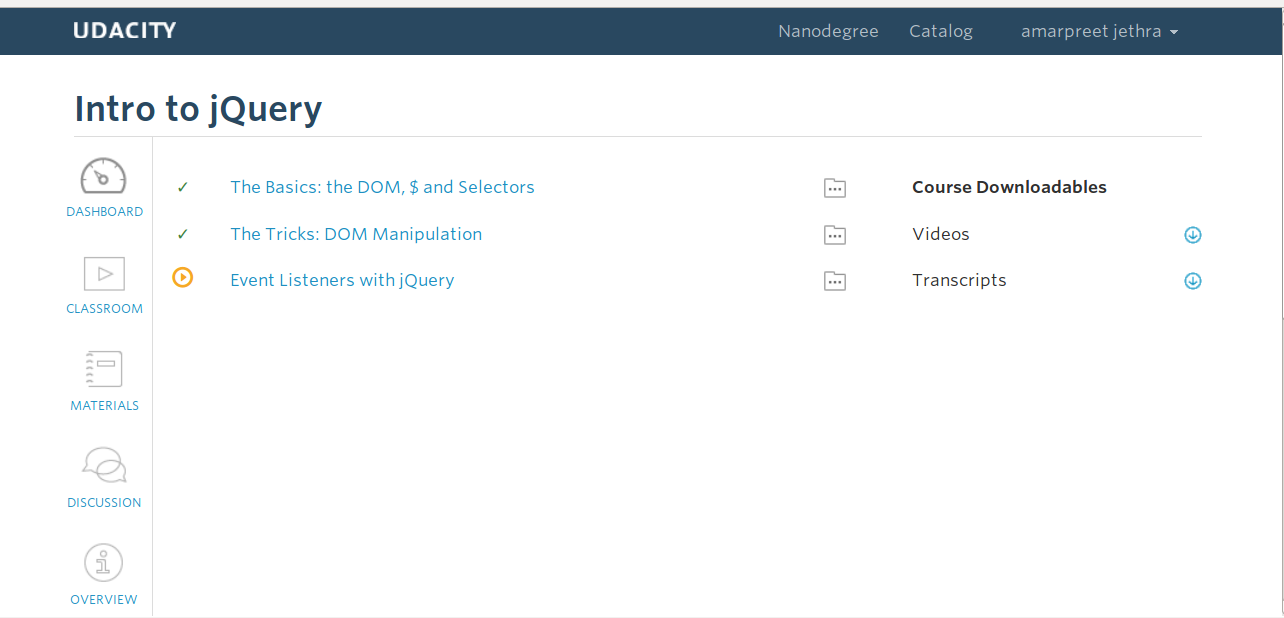 UDACITY
Nanodegree Catalog amarpreet jethra
Intro to jQuery
DASHBOARD
CLASSROOM
MATERIALS
DISCUSSION
OVERVIEW
✓ The Basics: the DOM, $ and Selectors
✓ The Tricks: DOM Manipulation
Event Listeners with jQuery
Course Downloadables
Videos
Transcripts